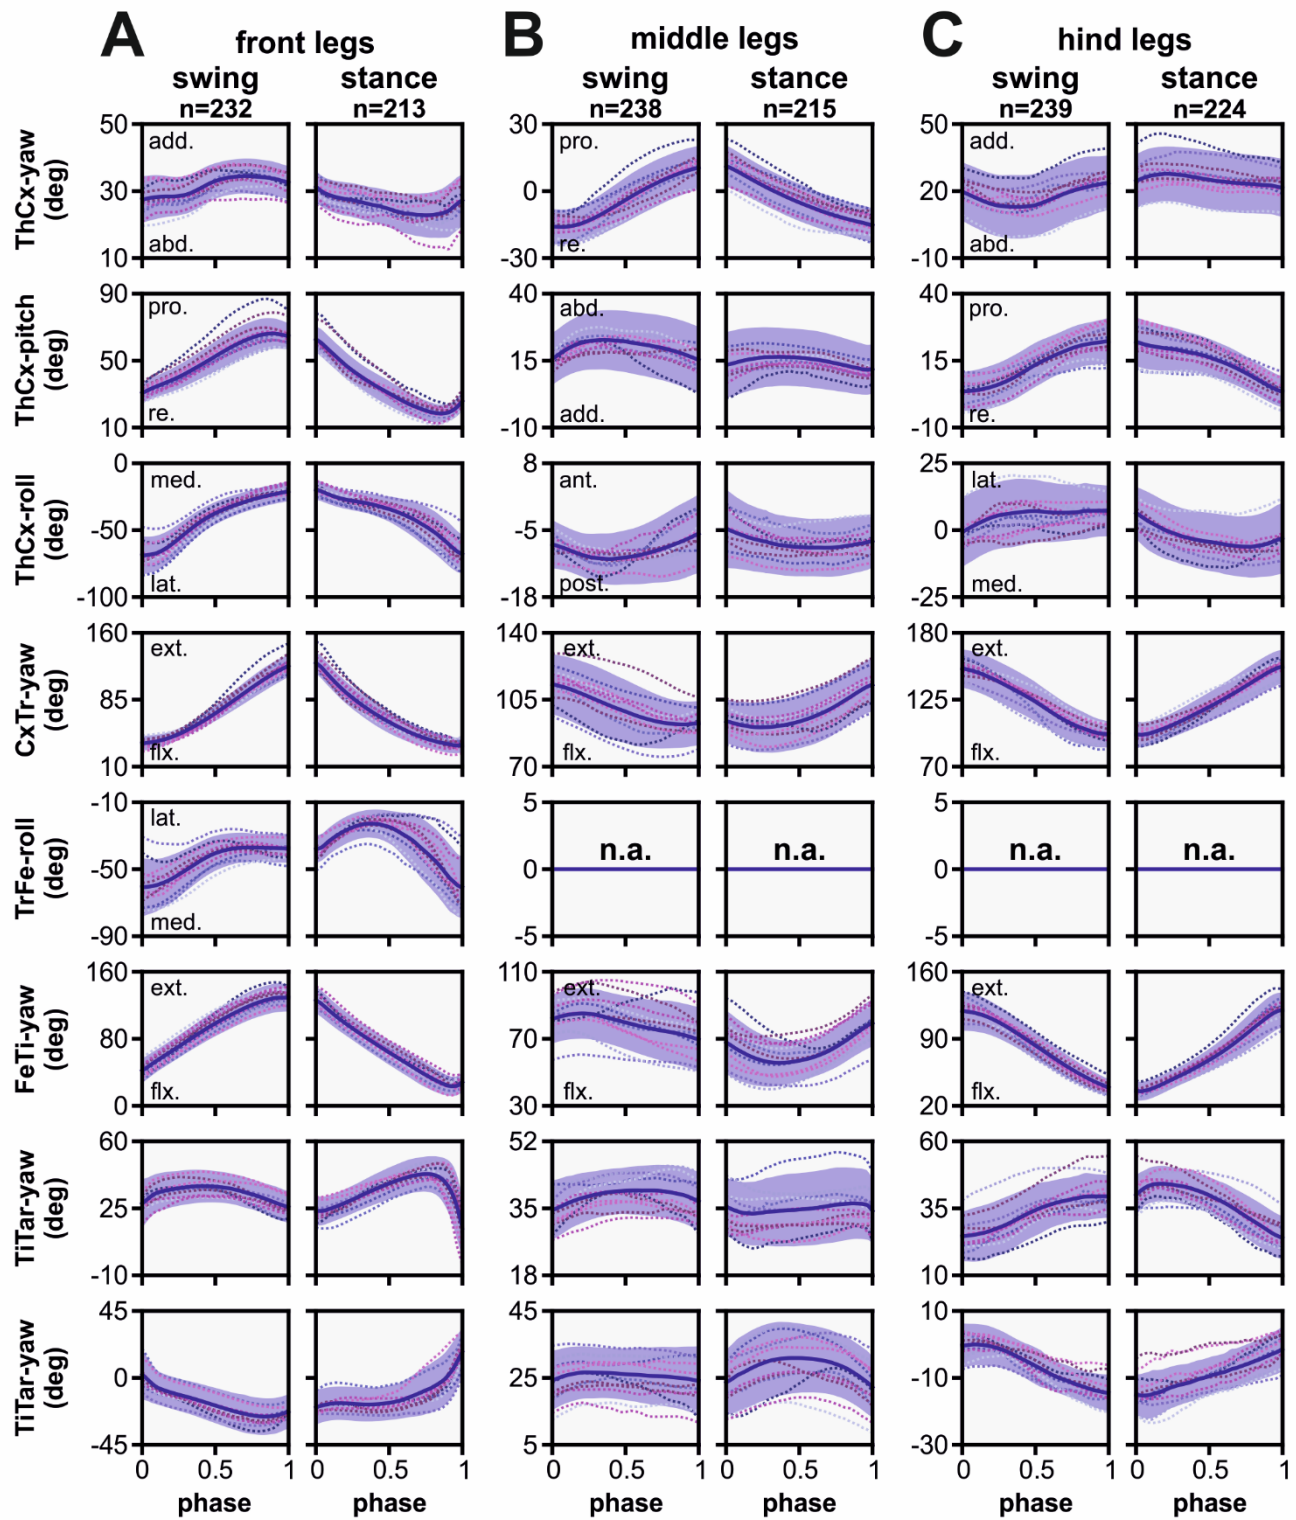 A front legs B middle legs C hind legs
swing stance swing stance swing stance
n=232 n=213 n=238 n=215 n=239 n=224
ThCx-yaw
(deg)
50 add. 30 pro. 50 add.
30 0 20
10 abd. -30 re. -10 abd.
ThCx-pitch
(deg)
90 pro. 40 abd. 40 pro.
50 15 15
10 re. -10 add. -10 re.
ThCx-roll
(deg)
0 med. 8 ant. 25 lat.
-50 -5 0
-100 lat. -18 post. -25 med.
CxTr-yaw
(deg)
160 ext. 140 ext. 180 ext.
85 105 125
10 flx. 70 flx. 70 flx.
TrFe-roll
(deg)
-10 lat. 5 5
n.a. n.a. n.a. n.a.
-50 0 0
-90 med. -5 -5
FeTi-yaw
(deg)
160 ext. 110 ext. 160 ext.
80 70 90
0 flx. 30 flx. 20 flx.
TiTar-yaw
(deg)
60 52 60
25 35 35
-10 18 10
TiTar-yaw
(deg)
45 45 10
0 25 -10
-45 5 -30
0 0.5 1 0 0.5 1 0 0.5 1 0 0.5 1 0 0.5 1 0 0.5 1
phase phase phase phase phase phase